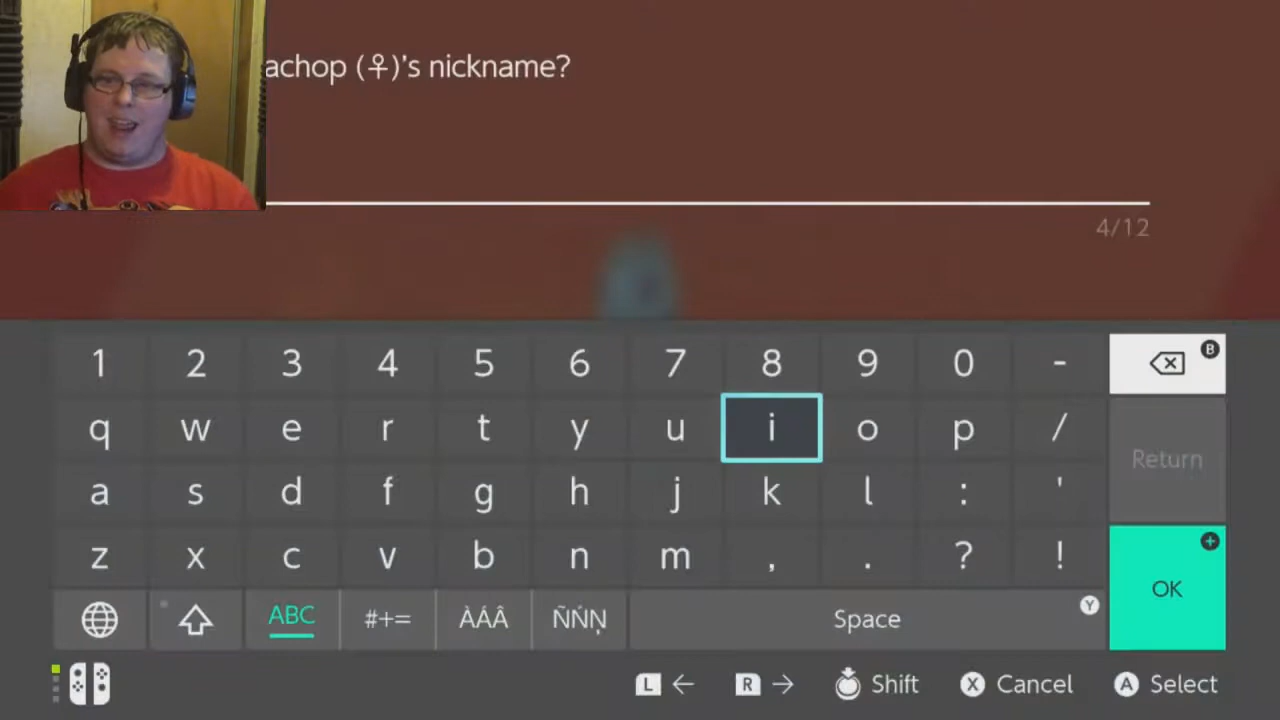 achop (♀)'s nickname?
4/12
1 2 3 4 5 6 7 8 9 0 -
B
q w e r t y u i o p /
Return
a s d f g h j k l : '
+
z x c v b n m , . ? !
OK
ABC #+= ÀÁÂ ÑŃŅ Space Y
L ← R → Shift X Cancel A Select